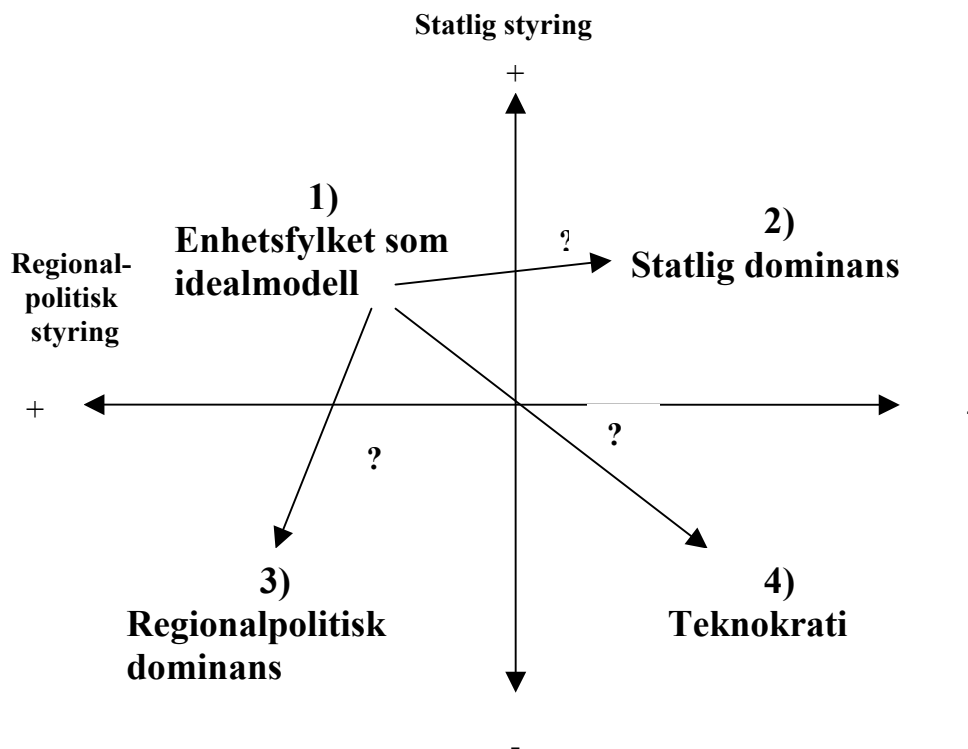 Statlig styring
+
1)
Enhetsfylket som
idealmodell
?
2)
Statlig dominans
Regional-
politisk
styring
+
?
?
3)
Regionalpolitisk
dominans
4)
Teknokrati
-